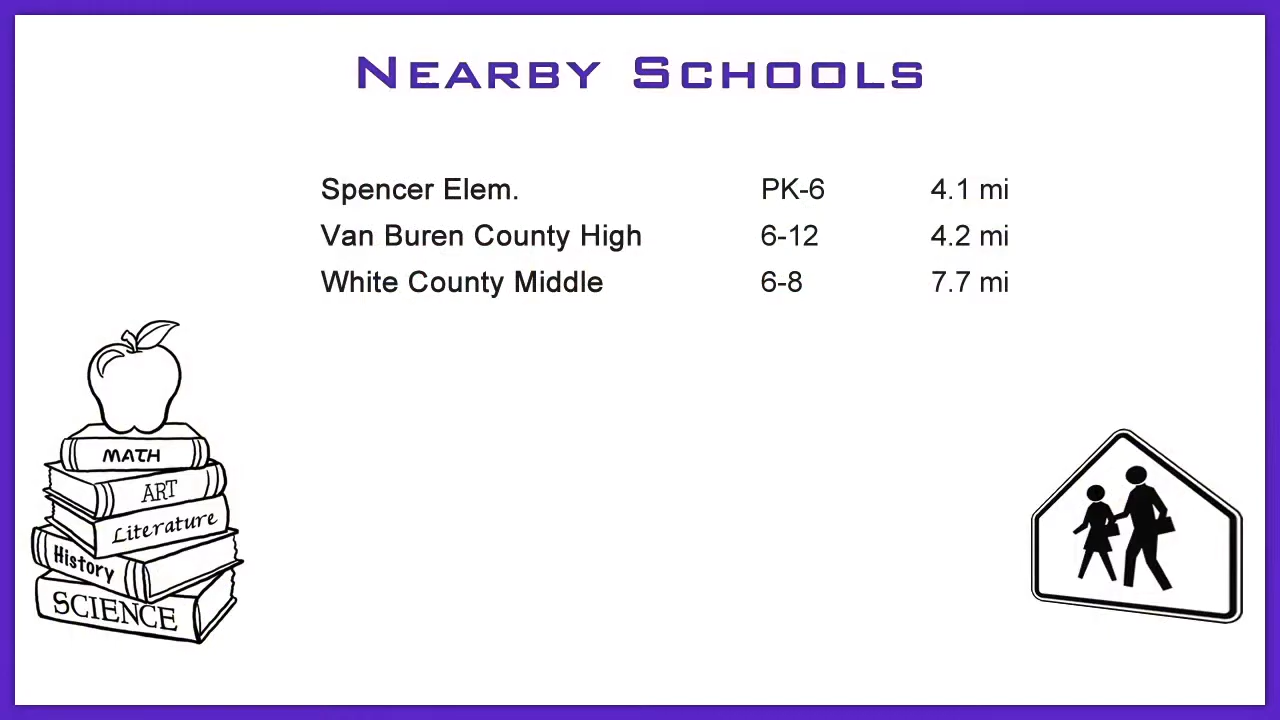 Nearby Schools
Spencer Elem. PK-6 4.1 mi
Van Buren County High 6-12 4.2 mi
White County Middle 6-8 7.7 mi
MATH
ART
Literature
History
SCIENCE